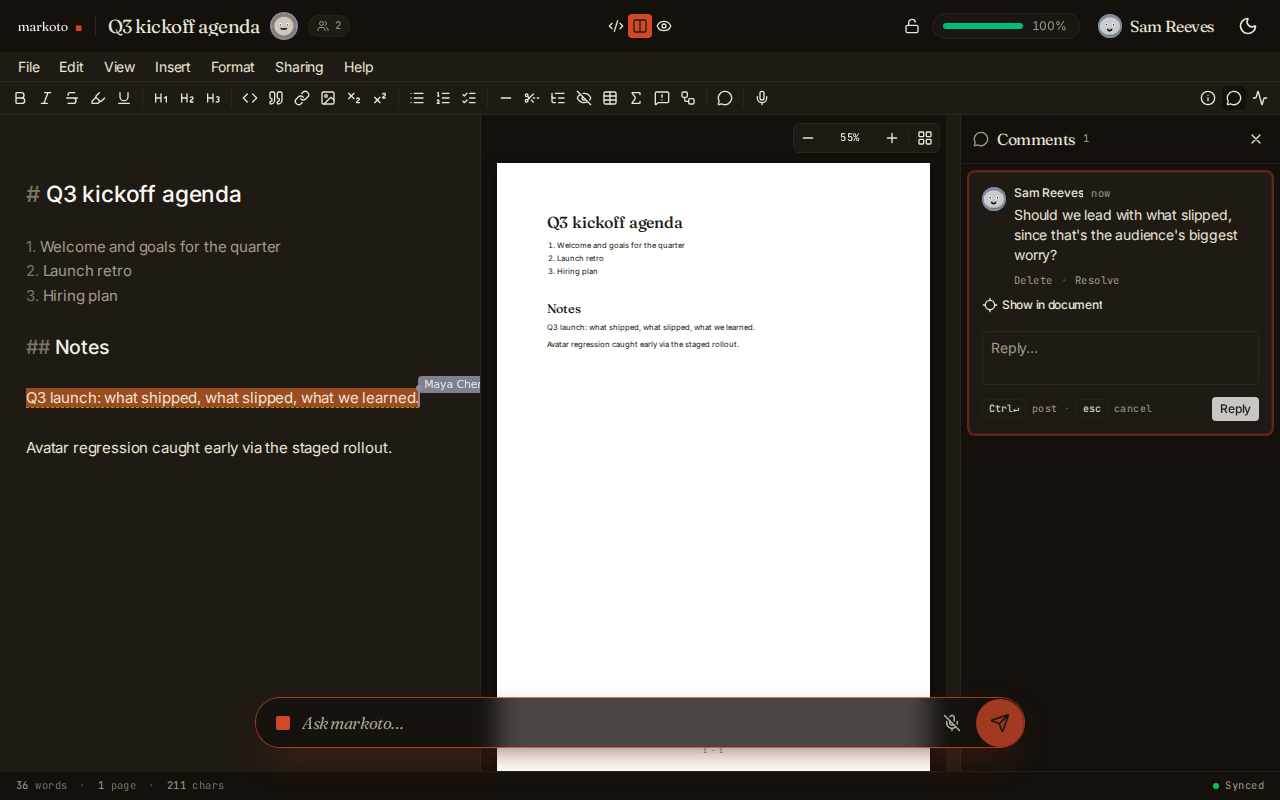 markoto
Q3 kickoff agenda
2
100%
Sam Reeves
File Edit View Insert Format Sharing Help
H1 H2 H3
55%
# Q3 kickoff agenda
1. Welcome and goals for the quarter
2. Launch retro
3. Hiring plan
## Notes
Maya Cher
Q3 launch: what shipped, what slipped, what we learned.
Avatar regression caught early via the staged rollout.
Q3 kickoff agenda
1. Welcome and goals for the quarter
2. Launch retro
3. Hiring plan
Notes
Q3 launch: what shipped, what slipped, what we learned.
Avatar regression caught early via the staged rollout.
1 · 1
Comments 1
Sam Reeves now
Should we lead with what slipped,
since that's the audience's biggest
worry?
Delete · Resolve
Show in document
Reply...
Ctrl↵ post · esc cancel
Reply
Ask markoto...
36 words · 1 page · 211 chars
Synced